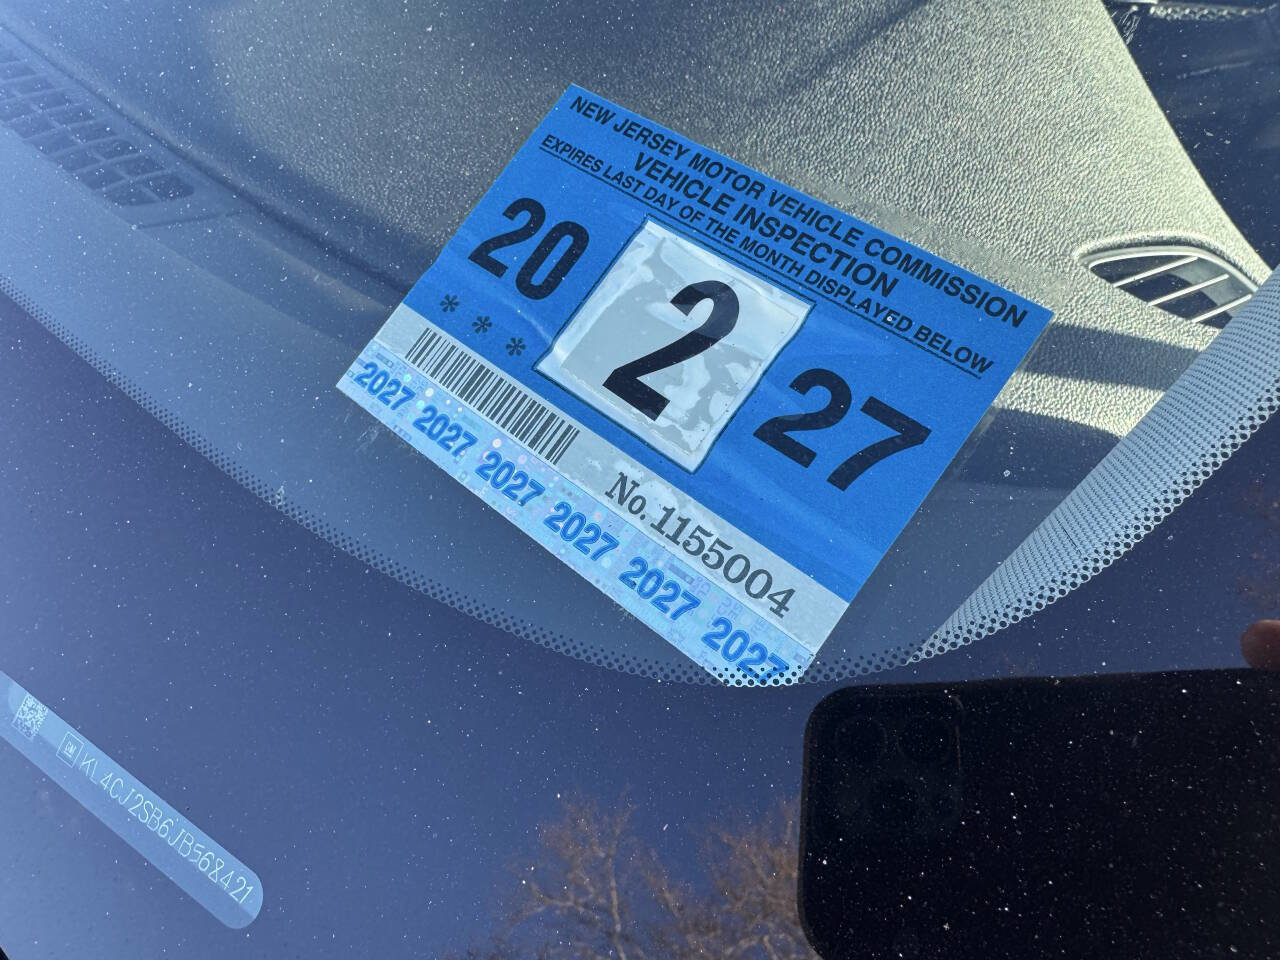 NEW JERSEY MOTOR VEHICLE COMMISSION
VEHICLE INSPECTION
EXPIRES LAST DAY OF THE MONTH DISPLAYED BELOW
20 2 27
* * *
No. 1155004
2027 2027 2027 2027 2027 2027
GM KL4CJ2SB6JB568421